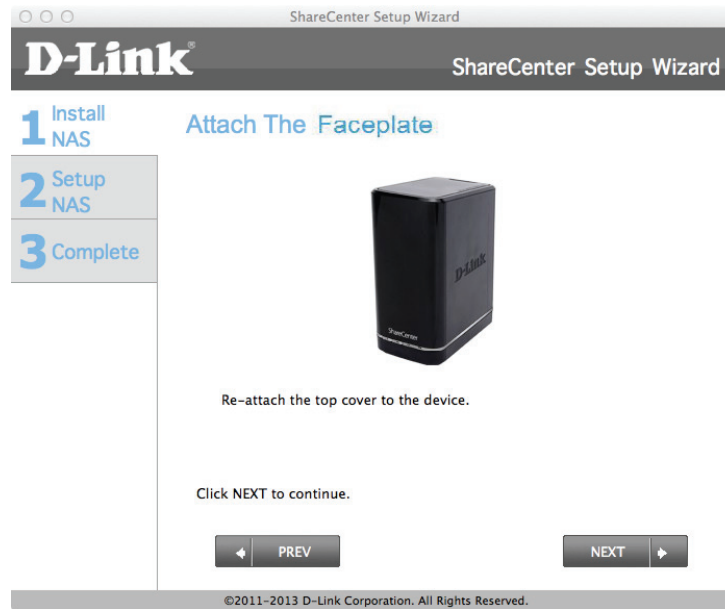 ShareCenter Setup Wizard
D-Link®
ShareCenter Setup Wizard
1 Install
NAS
2 Setup
NAS
3 Complete
Attach The Faceplate
D-Link
ShareCenter
Re-attach the top cover to the device.
Click NEXT to continue.
PREV
NEXT
©2011-2013 D-Link Corporation. All Rights Reserved.